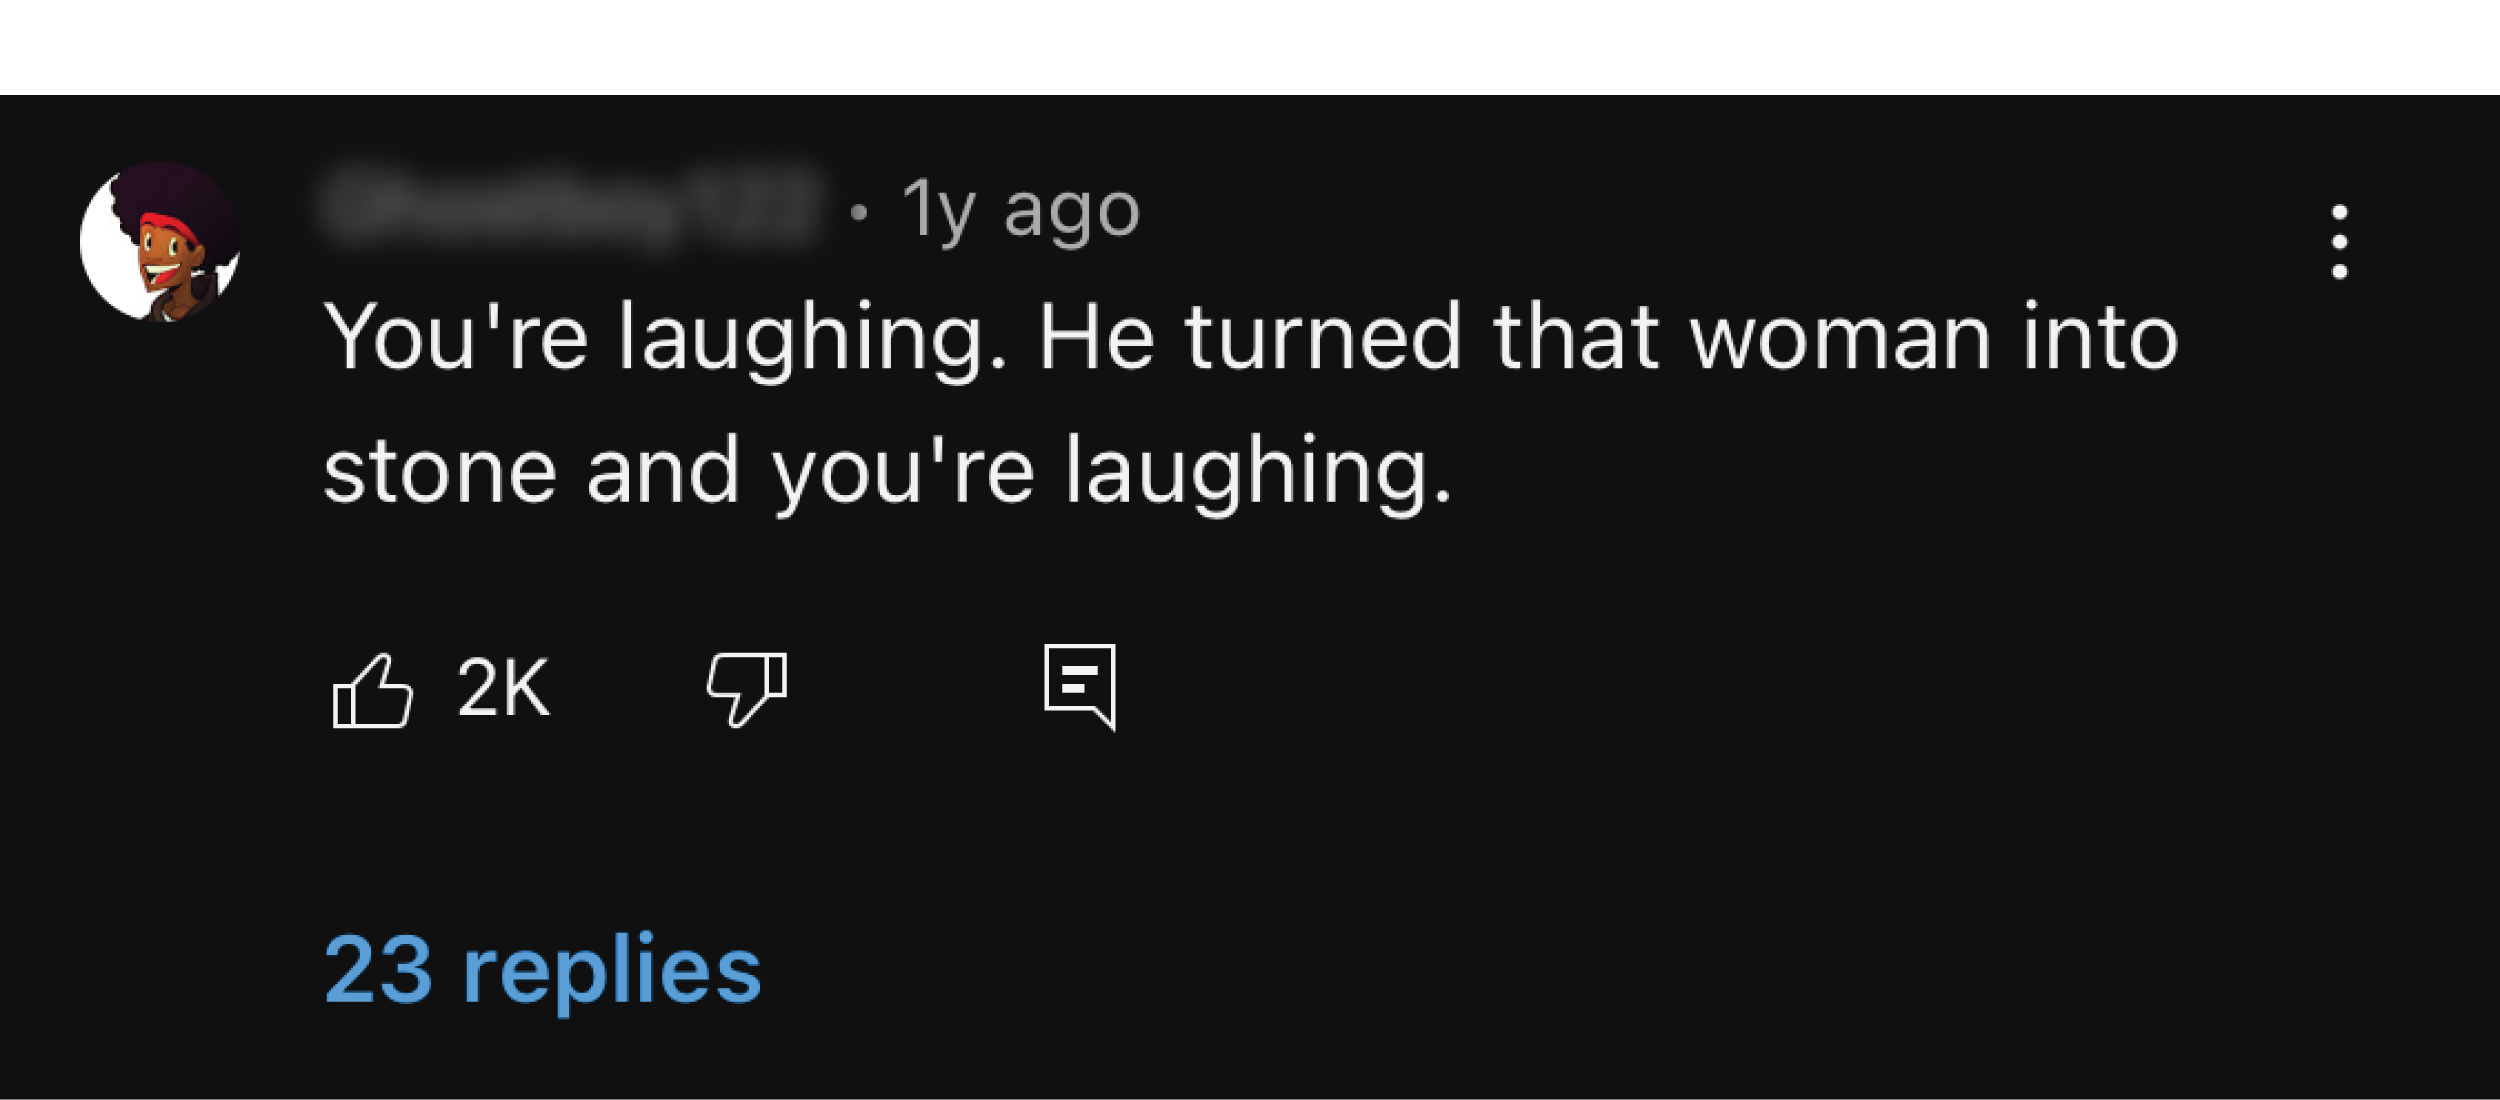 · 1y ago
You're laughing. He turned that woman into
stone and you're laughing.
2K
23 replies